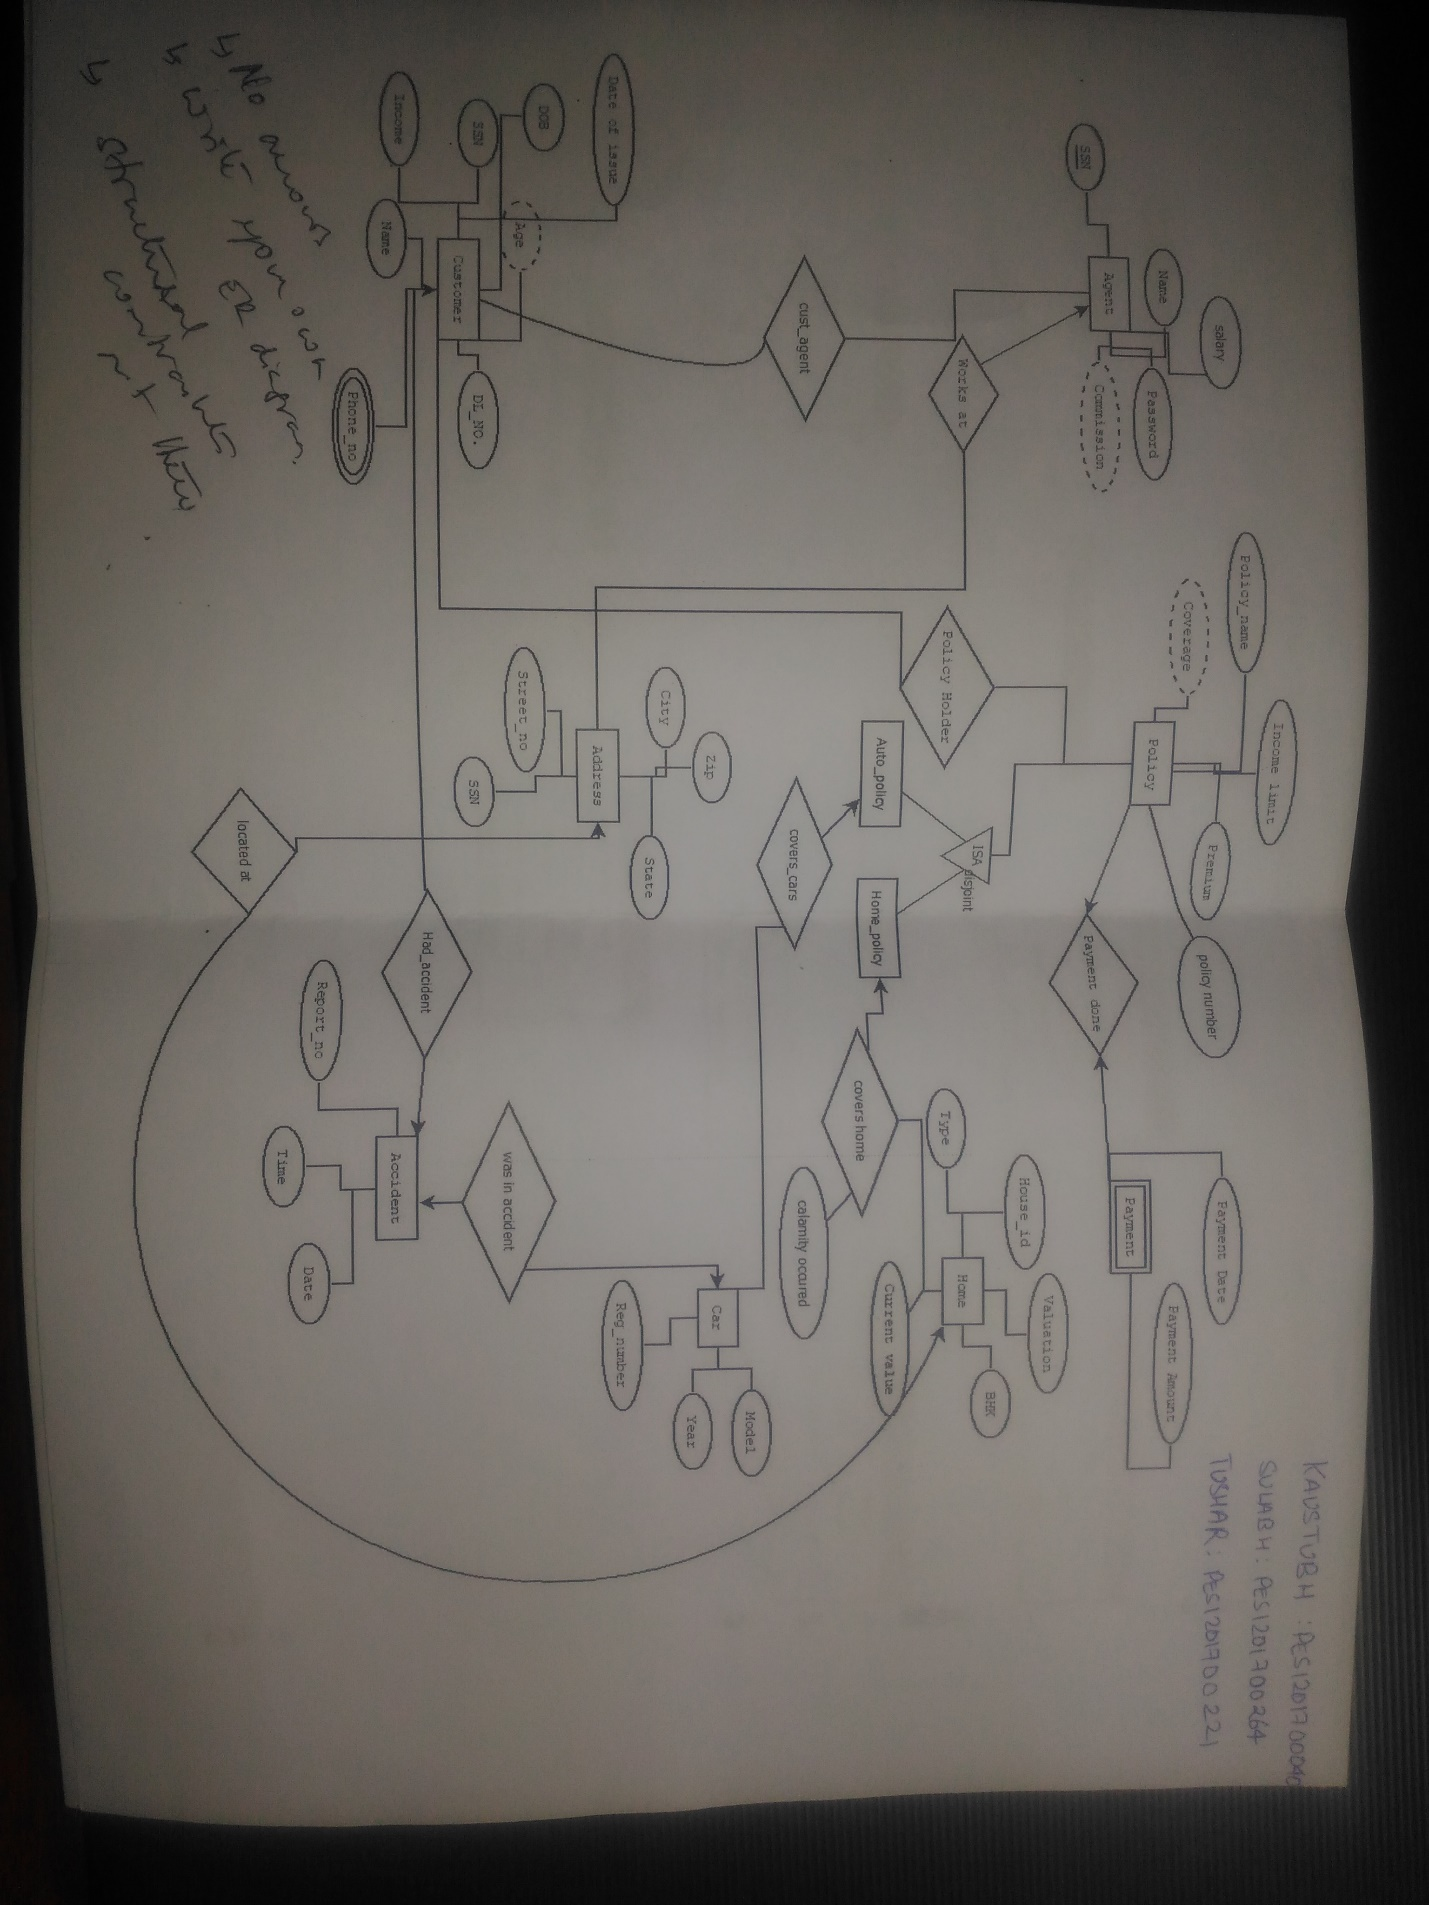 KAUSTUBH : PES12017000
SULABH : PES1201700264
TUSHAR : PES1201700221
SSN
Name
salary
Agent
Password
Commission
Policy_name
Coverage
Income limit
Policy
Premium
policy number
Payment done
Payment Date
Payment
Payment Amount
cust_agent
Works at
Policy Holder
ISA
disjoint
Auto_policy
Home_policy
covers_cars
covers home
calamity occured
Type
House_id
Home
Valuation
Current value
BHK
Date of issue
DOB
SSN
Income
Age
Name
Customer
DL_NO.
Phone_no
City
Zip
Street_no
Address
SSN
State
located at
Had_accident
Report_no
Time
Accident
Date
was in accident
Car
Reg_number
Model
Year
↳ No arrows
↳ write your own
ER diagram.
↳ structural
constraints
not there